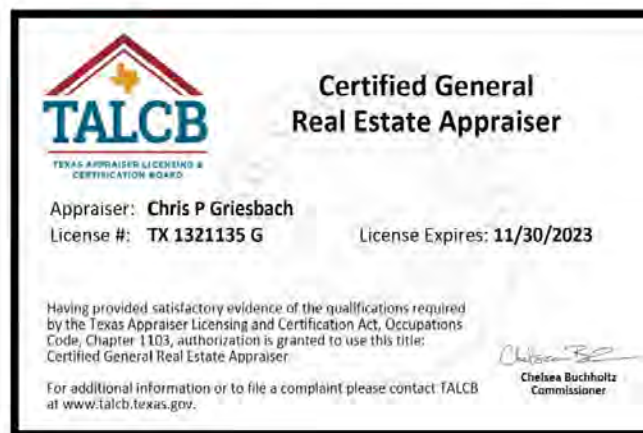 TALCB
TEXAS APPRAISER LICENSING &
CERTIFICATION BOARD
Certified General
Real Estate Appraiser
Appraiser: Chris P Griesbach
License #: TX 1321135 G
License Expires: 11/30/2023
Having provided satisfactory evidence of the qualifications required
by the Texas Appraiser Licensing and Certification Act, Occupations
Code, Chapter 1103, authorization is granted to use this title:
Certified General Real Estate Appraiser
For additional information or to file a complaint please contact TALCB
at www.talcb.texas.gov.
Chelsea Buchholtz
Commissioner